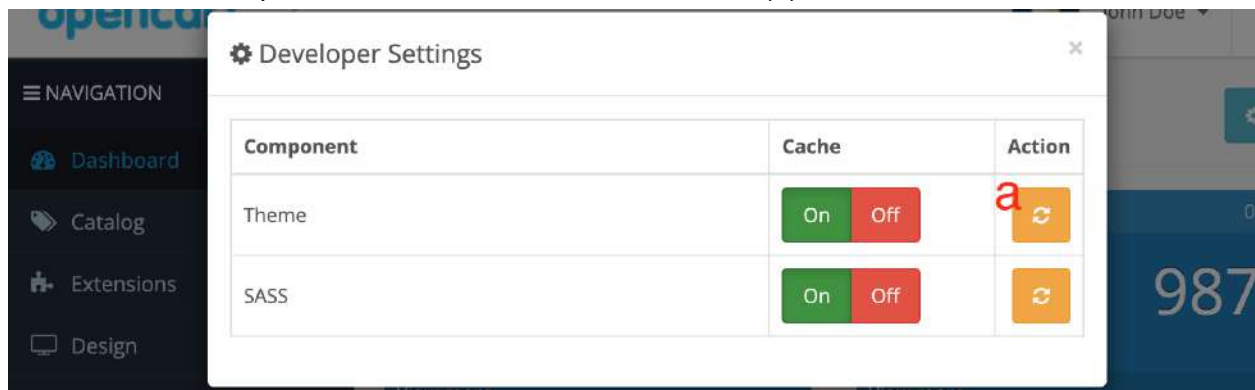 opencar
John Doe
Developer Settings
×
NAVIGATION
Component Cache Action
Dashboard
a
Theme On Off
Catalog
Extensions
987
SASS On Off
Design